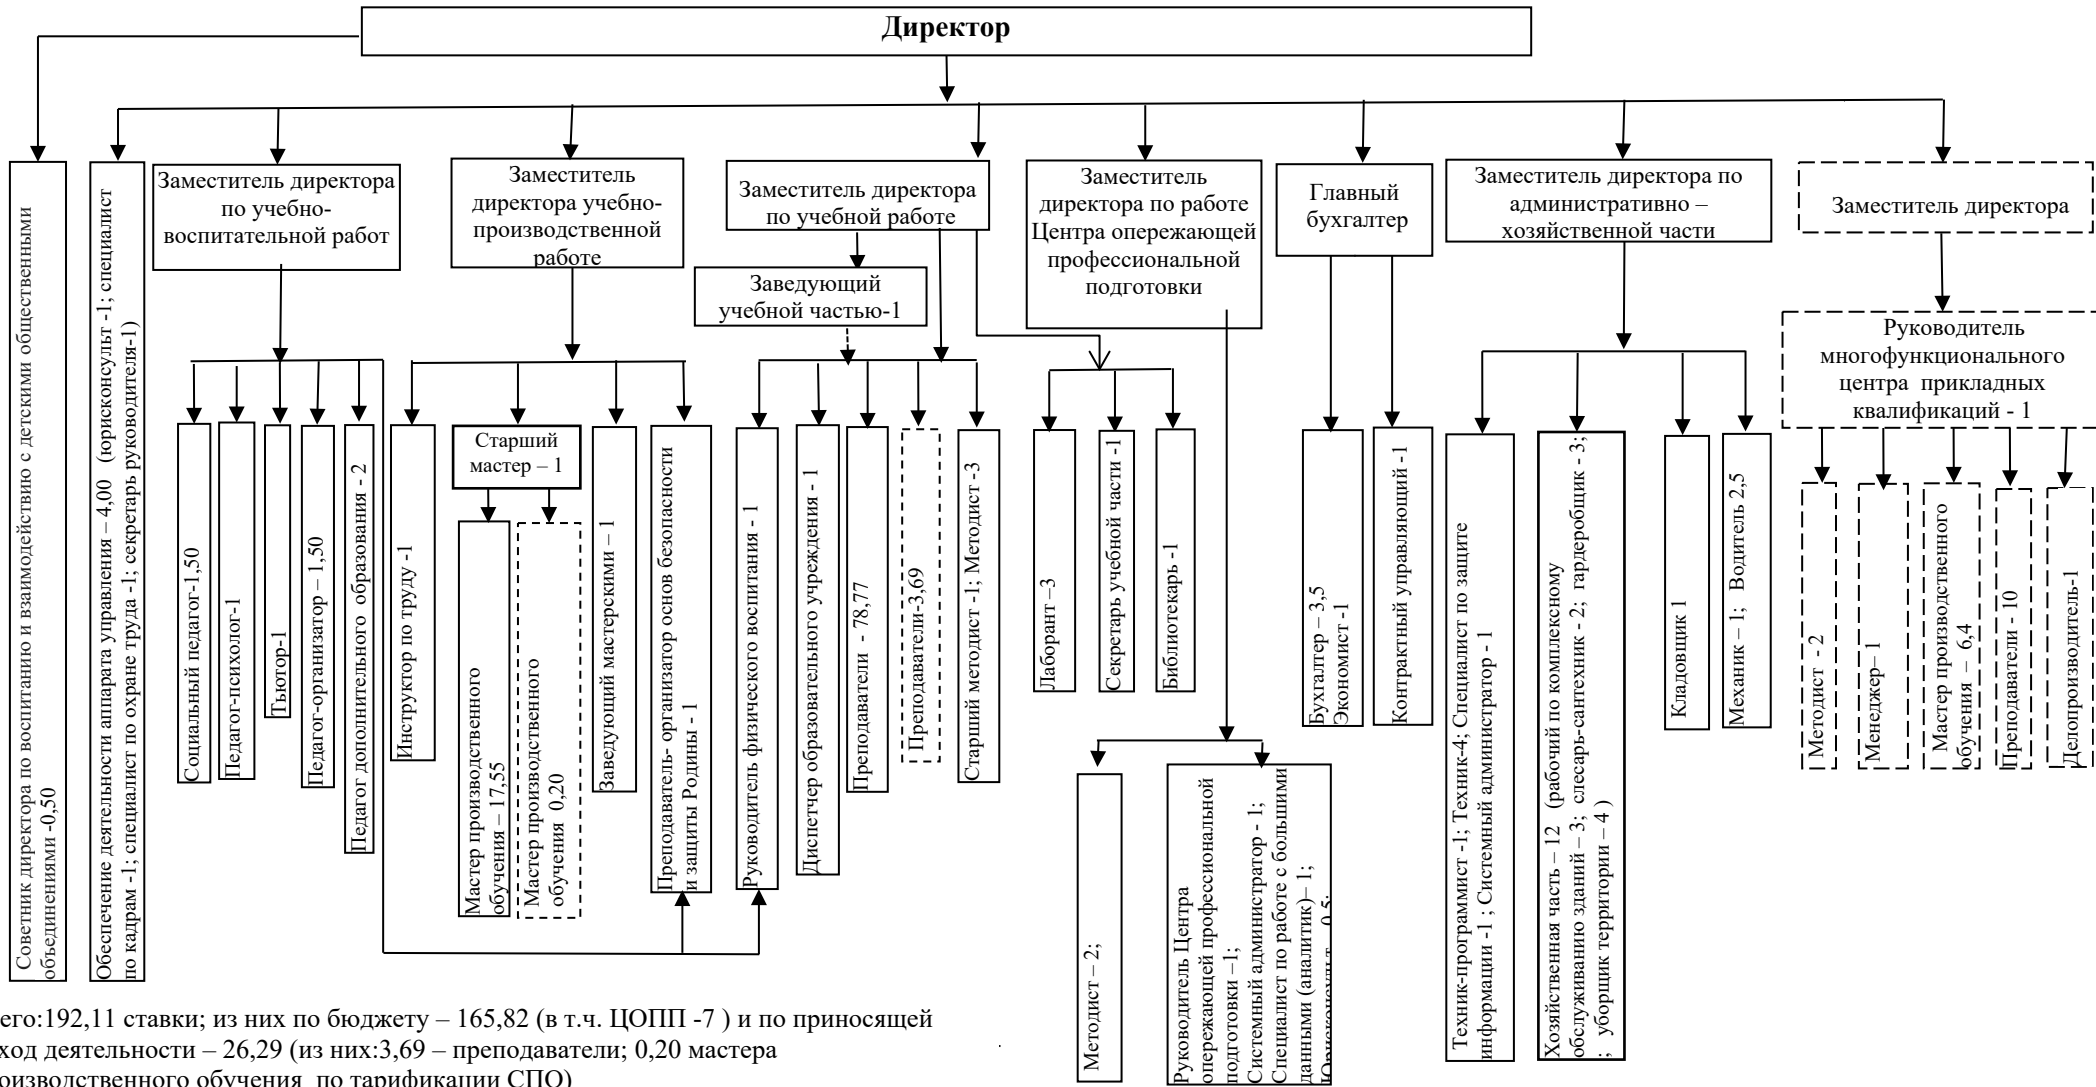 Директор
Советник директора по воспитанию и взаимодействию с детскими общественными
объединениями -0,50
Обеспечение деятельности аппарата управления – 4,00 (юрисконсульт -1; специалист
по кадрам -1; специалист по охране труда -1; секретарь руководителя-1)
Заместитель директора
по учебно-
воспитательной работ
Заместитель
директора учебно-
производственной
работе
Заместитель директора
по учебной работе
Заведующий
учебной частью-1
Заместитель
директора по работе
Центра опережающей
профессиональной
подготовки
Главный
бухгалтер
Заместитель директора по
административно –
хозяйственной части
Заместитель директора
Руководитель
многофункционального
центра прикладных
квалификаций - 1
Социальный педагог-1,50
Педагог-психолог-1
Тьютор-1
Педагог-организатор – 1,50
Педагог дополнительного образования - 2
Инструктор по труду -1
Старший
мастер – 1
Мастер производственного
обучения – 17,55
Мастер производственного
обучения 0,20
Заведующий мастерскими – 1
Преподаватель- организатор основ безопасности
и защиты Родины - 1
Руководитель физического воспитания - 1
Диспетчер образовательного учреждения - 1
Преподаватели - 78,77
Преподаватели-3,69
Старший методист -1; Методист -3
Лаборант –3
Секретарь учебной части -1
Библиотекарь -1
Методист – 2;
Руководитель Центра
опережающей профессиональной
подготовки –1;
Системный администратор - 1;
Специалист по работе с большими
данными (аналитик)– 1;
Бухгалтер – 3,5
Экономист -1
Контрактный управляющий -1
Техник-программист -1; Техник-4; Специалист по защите
информации -1 ; Системный администратор - 1
Хозяйственная часть – 12 (рабочий по комплексному
обслуживанию зданий – 3; слесарь-сантехник - 2; гардеробщик - 3;
; уборщик территории – 4 )
Кладовщик 1
Механик – 1; Водитель 2,5
Методист - 2
Менеджер– 1
Мастер производственного
обучения – 6,4
Преподаватели - 10
Делопроизводитель-1
его:192,11 ставки; из них по бюджету – 165,82 (в т.ч. ЦОПП -7 ) и по приносящей
ход деятельности – 26,29 (из них:3,69 – преподаватели; 0,20 мастера
оизводственного обучения по тарификации СПО)